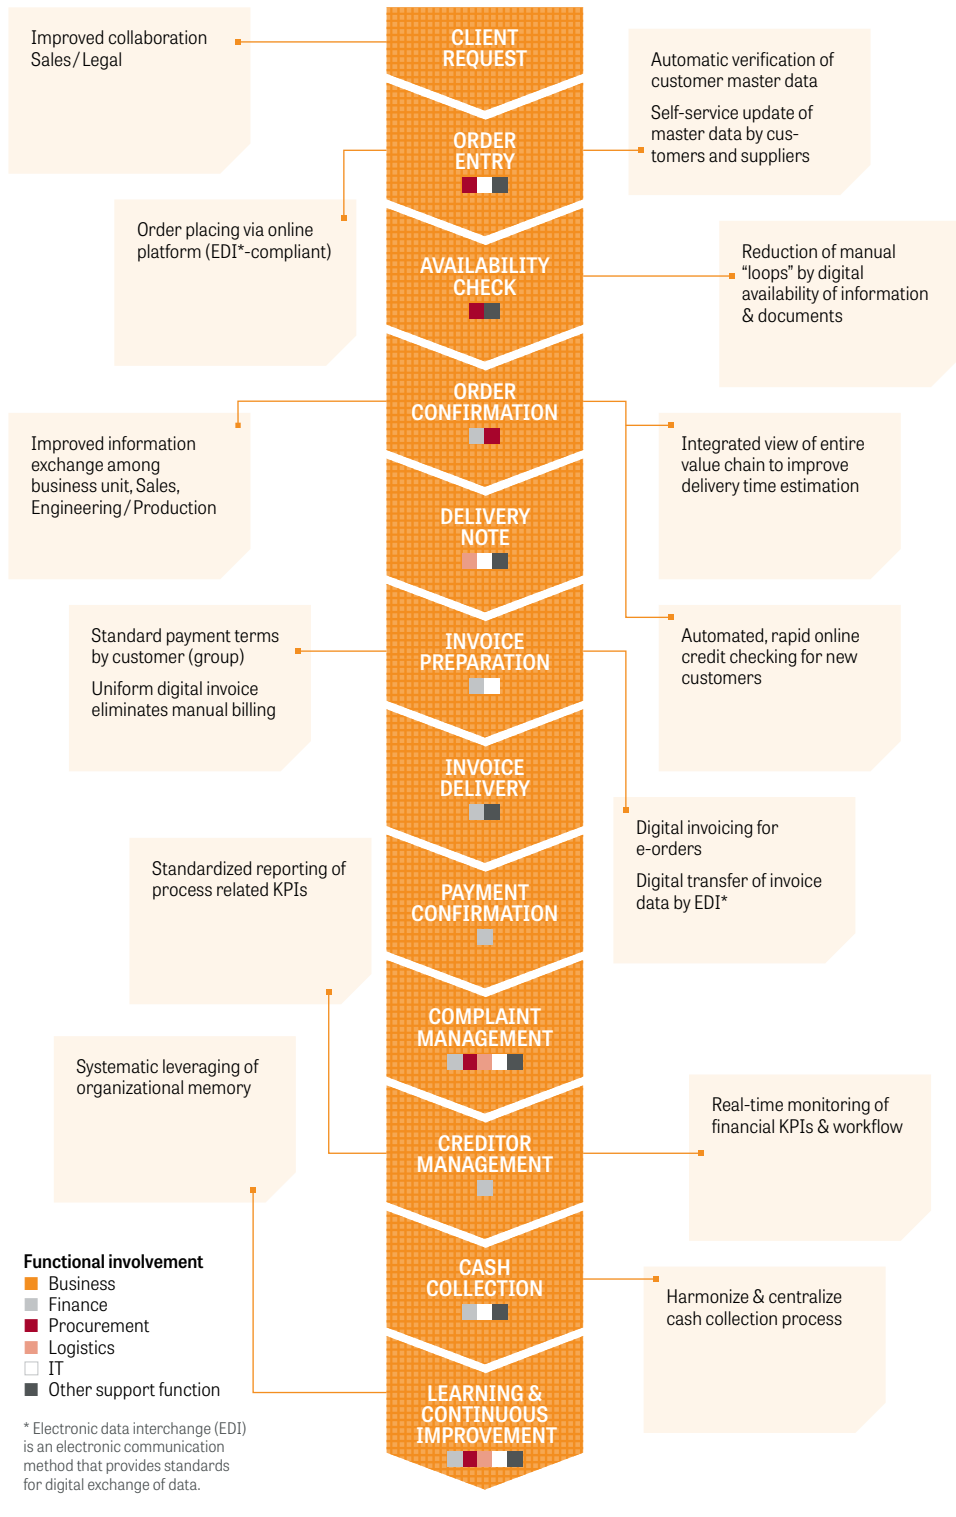 Improved collaboration
Sales / Legal
CLIENT
REQUEST
Automatic verification of
customer master data
Self-service update of
master data by cus-
tomers and suppliers
ORDER
ENTRY
Order placing via online
platform (EDI*-compliant)
AVAILABILITY
CHECK
Reduction of manual
“loops” by digital
availability of information
& documents
ORDER
CONFIRMATION
Improved information
exchange among
business unit, Sales,
Engineering / Production
Integrated view of entire
value chain to improve
delivery time estimation
DELIVERY
NOTE
Standard payment terms
by customer (group)
Uniform digital invoice
eliminates manual billing
INVOICE
PREPARATION
Automated, rapid online
credit checking for new
customers
INVOICE
DELIVERY
Digital invoicing for
e-orders
Digital transfer of invoice
data by EDI*
Standardized reporting of
process related KPIs
PAYMENT
CONFIRMATION
COMPLAINT
MANAGEMENT
Systematic leveraging of
organizational memory
Real-time monitoring of
financial KPIs & workflow
CREDITOR
MANAGEMENT
CASH
COLLECTION
Harmonize & centralize
cash collection process
LEARNING &
CONTINUOUS
IMPROVEMENT
Functional involvement
Business
Finance
Procurement
Logistics
IT
Other support function
* Electronic data interchange (EDI)
is an electronic communication
method that provides standards
for digital exchange of data.